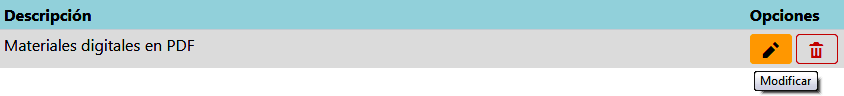 Descripción Opciones
Materiales digitales en PDF
Modificar